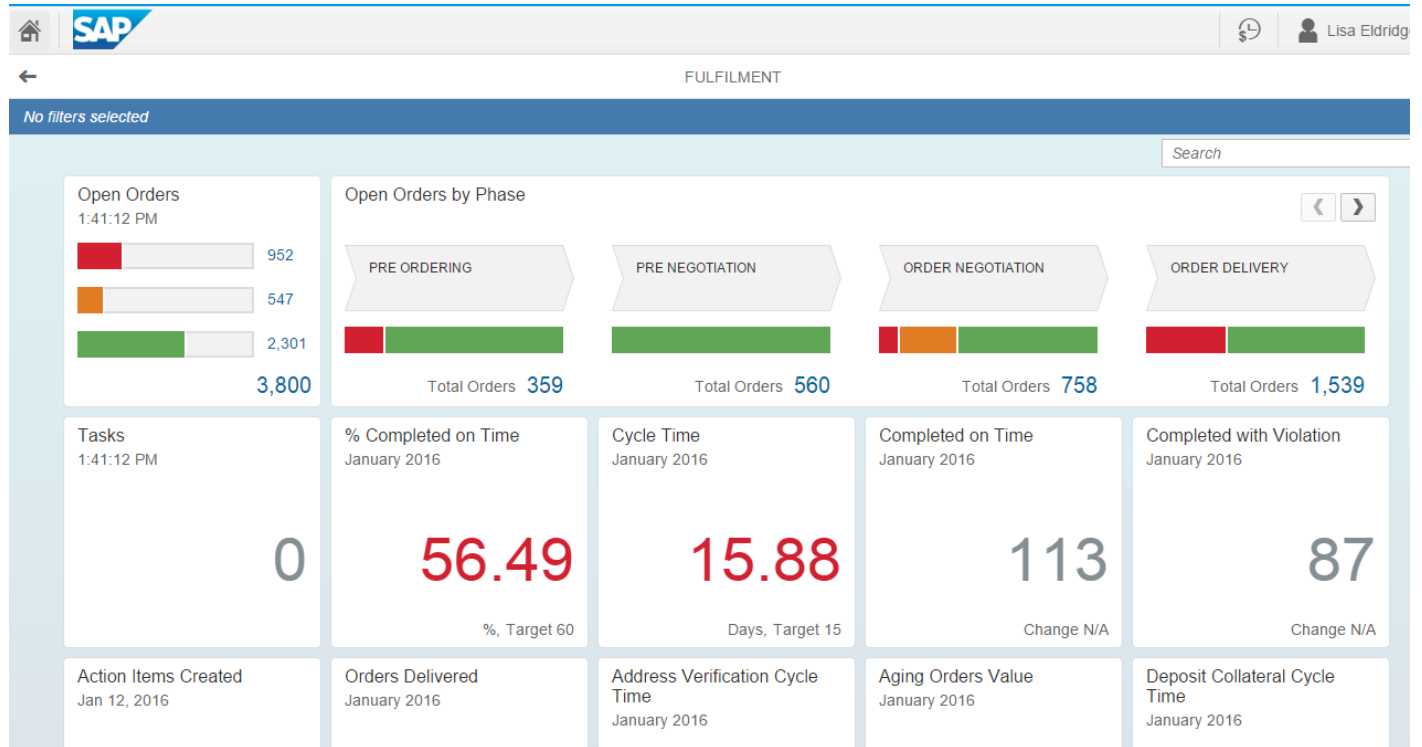 SAP
Lisa Eldridge
FULFILMENT
No filters selected
Search
Open Orders
1:41:12 PM
952
547
2,301
3,800
Open Orders by Phase
PRE ORDERING
PRE NEGOTIATION
ORDER NEGOTIATION
ORDER DELIVERY
Total Orders 359
Total Orders 560
Total Orders 758
Total Orders 1,539
Tasks
1:41:12 PM
0
% Completed on Time
January 2016
56.49
%, Target 60
Cycle Time
January 2016
15.88
Days, Target 15
Completed on Time
January 2016
113
Change N/A
Completed with Violation
January 2016
87
Change N/A
Action Items Created
Jan 12, 2016
Orders Delivered
January 2016
Address Verification Cycle
Time
January 2016
Aging Orders Value
January 2016
Deposit Collateral Cycle
Time
January 2016